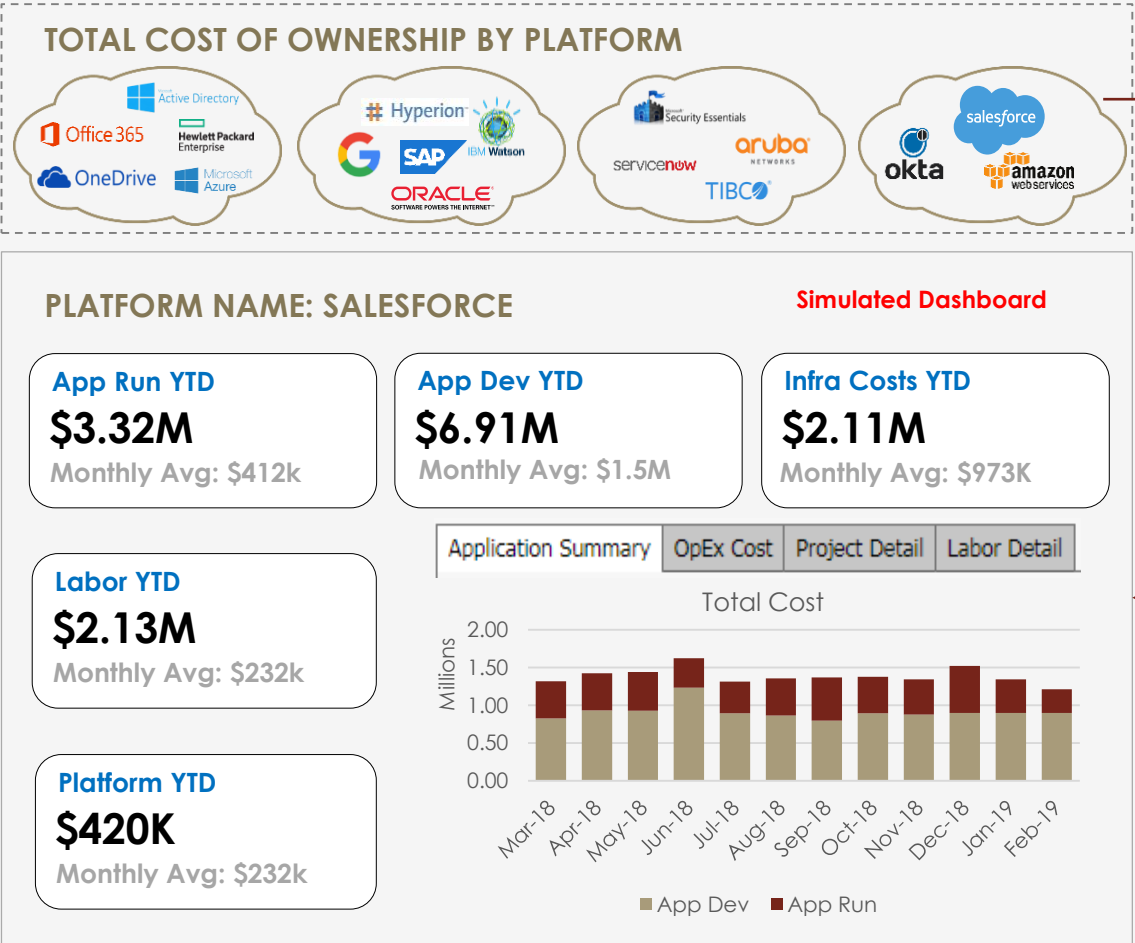 TOTAL COST OF OWNERSHIP BY PLATFORM
Microsoft
Active Directory
Office 365
Hewlett Packard
Enterprise
OneDrive
Microsoft
Azure
Hyperion
IBM Watson
G
SAP
ORACLE
SOFTWARE POWERS THE INTERNET™
Microsoft
Security Essentials
aruba
NETWORKS
servicenow
TIBCO
salesforce
okta
amazon
webservices
PLATFORM NAME: SALESFORCE
Simulated Dashboard
App Run YTD
$3.32M
Monthly Avg: $412k
App Dev YTD
$6.91M
Monthly Avg: $1.5M
Infra Costs YTD
$2.11M
Monthly Avg: $973K
Labor YTD
$2.13M
Monthly Avg: $232k
Platform YTD
$420K
Monthly Avg: $232k
Application Summary OpEx Cost Project Detail Labor Detail
Total Cost
Millions
2.00
1.50
1.00
0.50
0.00
Mar-18 Apr-18 May-18 Jun-18 Jul-18 Aug-18 Sep-18 Oct-18 Nov-18 Dec-18 Jan-19 Feb-19
App Dev App Run